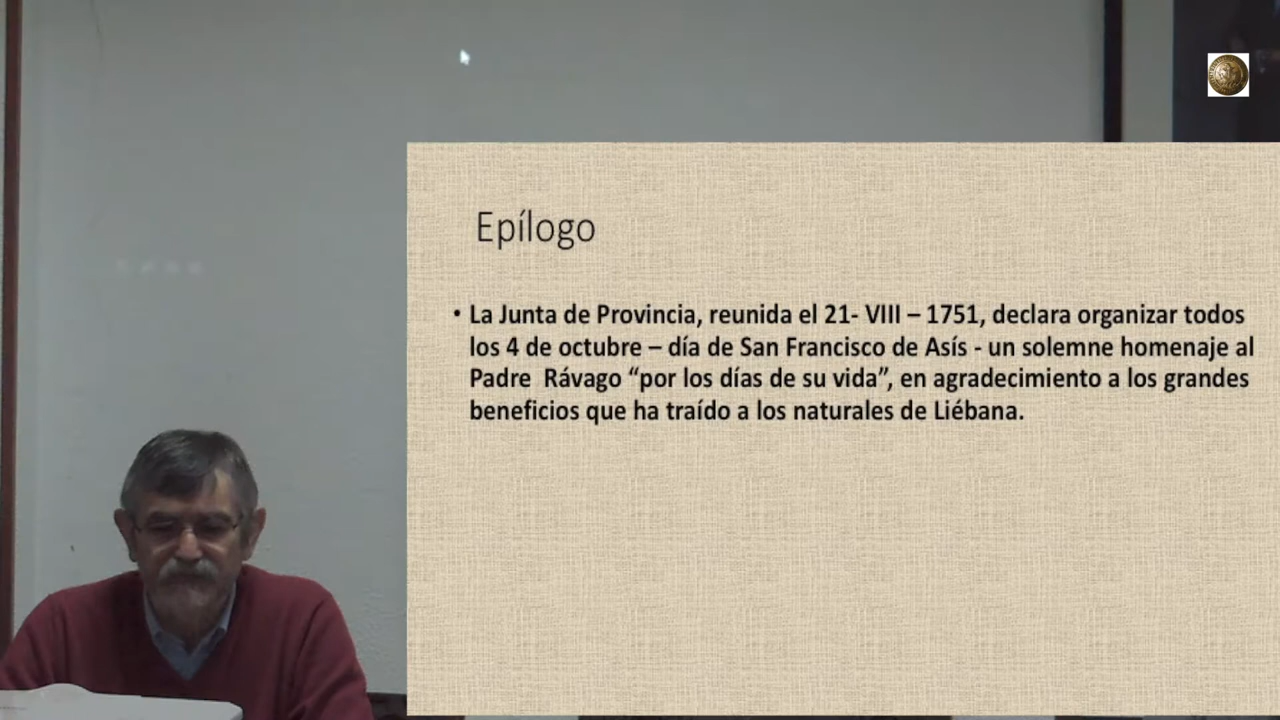 Epílogo
• La Junta de Provincia, reunida el 21- VIII – 1751, declara organizar todos
los 4 de octubre – día de San Francisco de Asís - un solemne homenaje al
Padre Rávago “por los días de su vida”, en agradecimiento a los grandes
beneficios que ha traído a los naturales de Liébana.